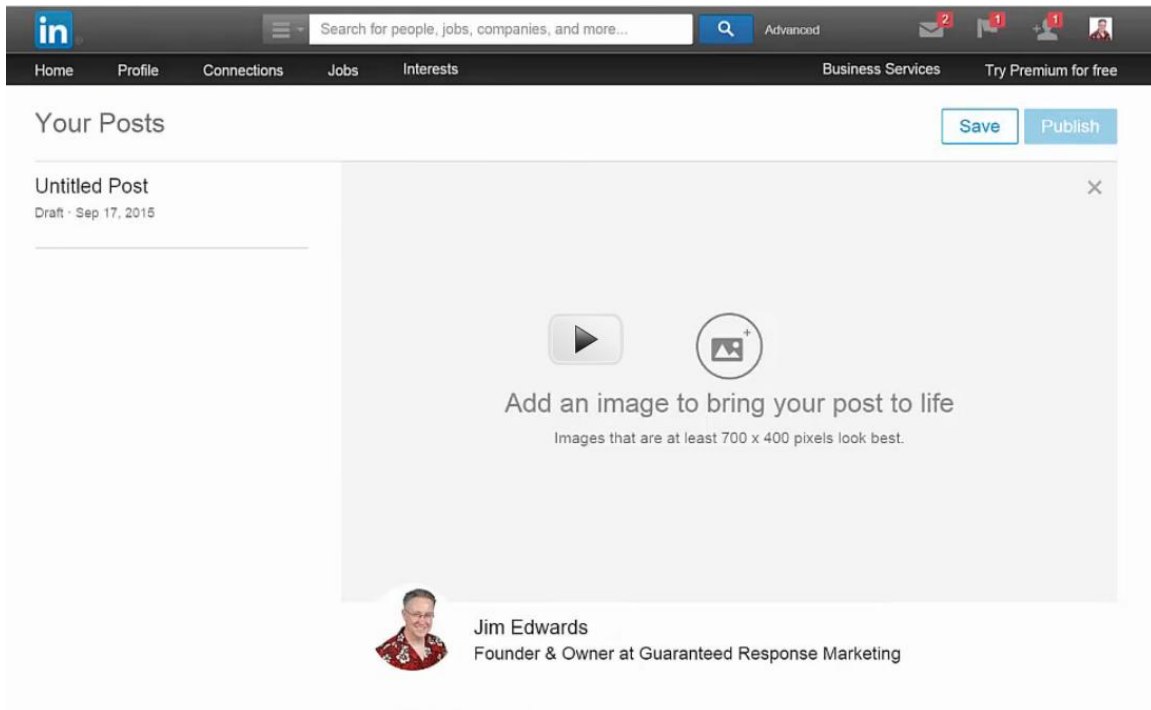 in
Search for people, jobs, companies, and more...
Advanced
2
1
1
Home Profile Connections Jobs Interests Business Services Try Premium for free
Your Posts
Save
Publish
Untitled Post
Draft · Sep 17, 2015
Add an image to bring your post to life
Images that are at least 700 x 400 pixels look best.
Jim Edwards
Founder & Owner at Guaranteed Response Marketing